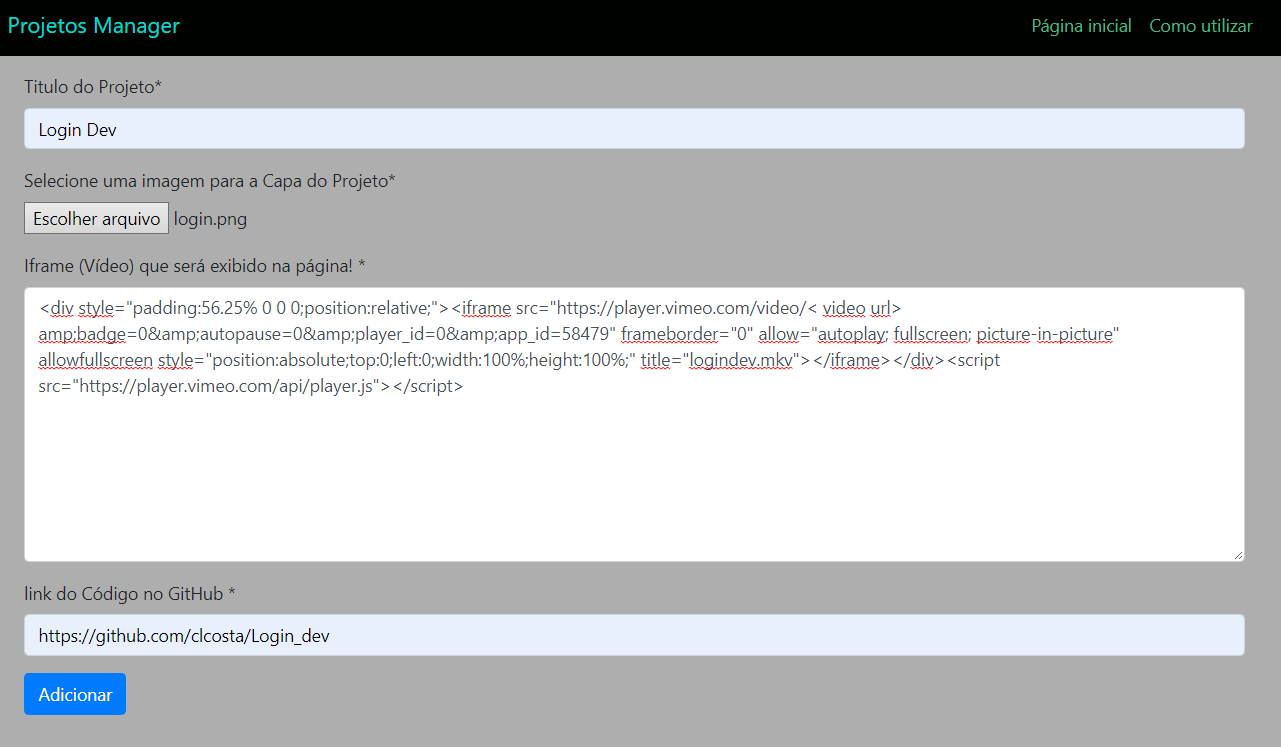 Projetos Manager Página inicial Como utilizar
Titulo do Projeto*
Login Dev
Selecione uma imagem para a Capa do Projeto*
Escolher arquivo login.png
Iframe (Vídeo) que será exibido na página! *
<div style="padding:56.25% 0 0 0;position:relative;"><iframe src="https://player.vimeo.com/video/< video url>
amp;badge=0&amp;autopause=0&amp;player_id=0&amp;app_id=58479" frameborder="0" allow="autoplay; fullscreen; picture-in-picture"
allowfullscreen style="position:absolute;top:0;left:0;width:100%;height:100%;" title="logindev.mkv"></iframe></div><script
src="https://player.vimeo.com/api/player.js"></script>
link do Código no GitHub *
https://github.com/clcosta/Login_dev
Adicionar